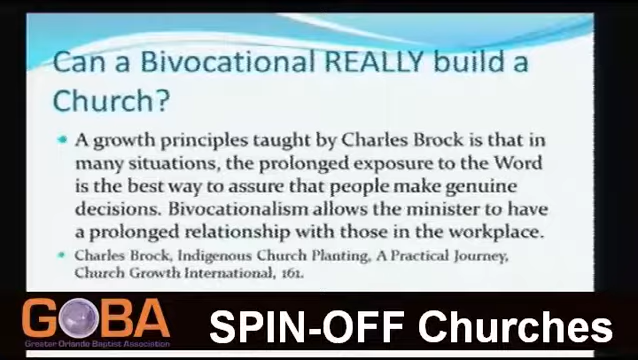 Can a Bivocational REALLY build a
Church?
A growth principles taught by Charles Brock is that in
many situations, the prolonged exposure to the Word
is the best way to assure that people make genuine
decisions. Bivocationalism allows the minister to have
a prolonged relationship with those in the workplace.
Charles Brock, Indigenous Church Planting, A Practical Journey,
Church Growth International, 161.
GOBA
Greater Orlando Baptist Association
SPIN-OFF Churches